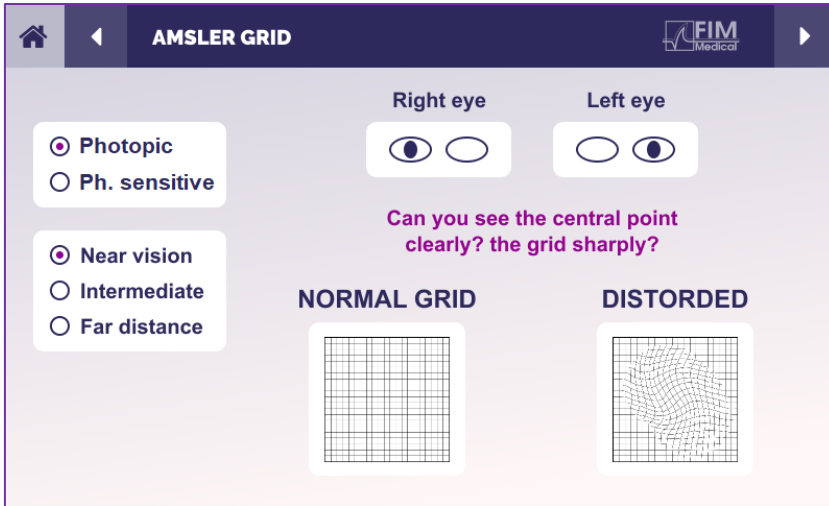 AMSLER GRID
FIM
Medical
Right eye
Left eye
Photopic
Ph. sensitive
Can you see the central point
clearly? the grid sharply?
Near vision
Intermediate
Far distance
NORMAL GRID
DISTORDED